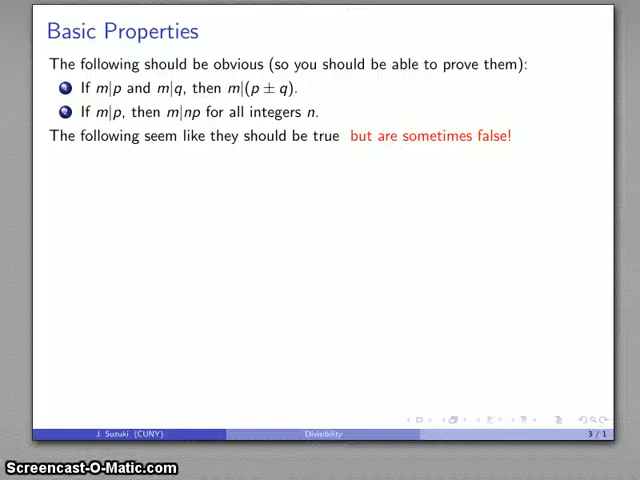 Basic Properties
The following should be obvious (so you should be able to prove them):
1 If m|p and m|q, then m|(p ± q).
2 If m|p, then m|np for all integers n.
The following seem like they should be true but are sometimes false!
J. Suzuki (CUNY) Divisibility 3 / 1
Screencast-O-Matic.com